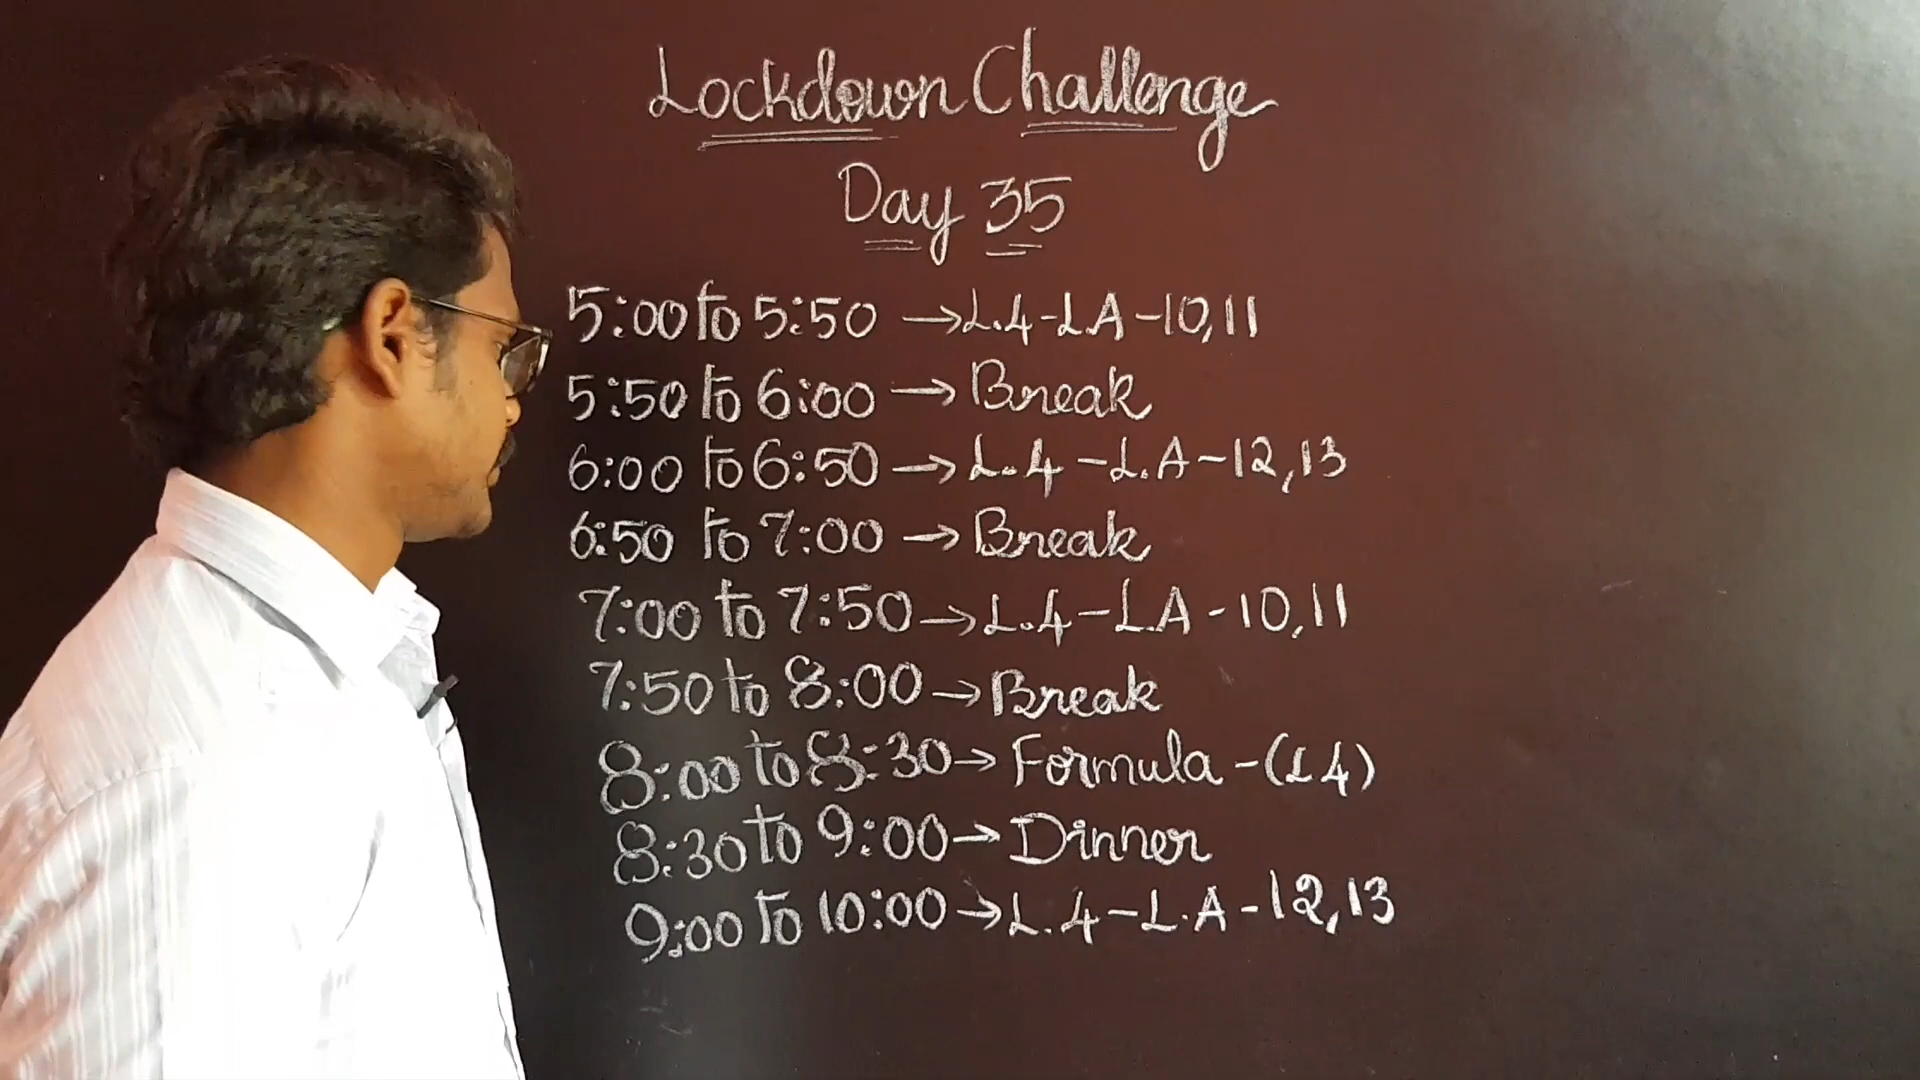 Lockdown Challenge
Day 35
5:00 to 5:50 → L.4-L.A-10,11
5:50 to 6:00 → Break
6:00 to 6:50 → L.4-L.A-12,13
6:50 to 7:00 → Break
7:00 to 7:50 → L.4-L.A-10,11
7:50 to 8:00 → Break
8:00 to 8:30 → Formula-(L4)
8:30 to 9:00 → Dinner
9:00 to 10:00 → L.4-L.A-12,13